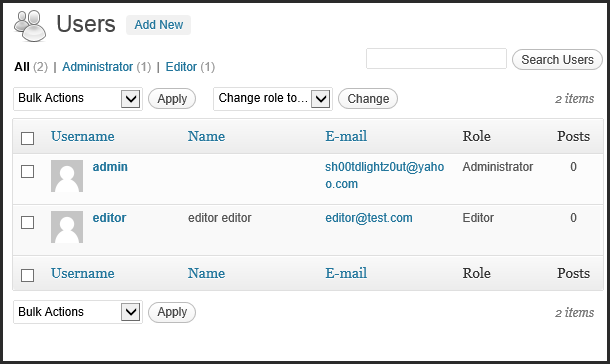 Users Add New
All (2) | Administrator (1) | Editor (1)
Search Users
Bulk Actions Apply Change role to... Change 2 items
Username Name E-mail Role Posts
admin sh00tdlightz0ut@yaho Administrator 0
o.com
editor editor editor editor@test.com Editor 0
Username Name E-mail Role Posts
Bulk Actions Apply 2 items